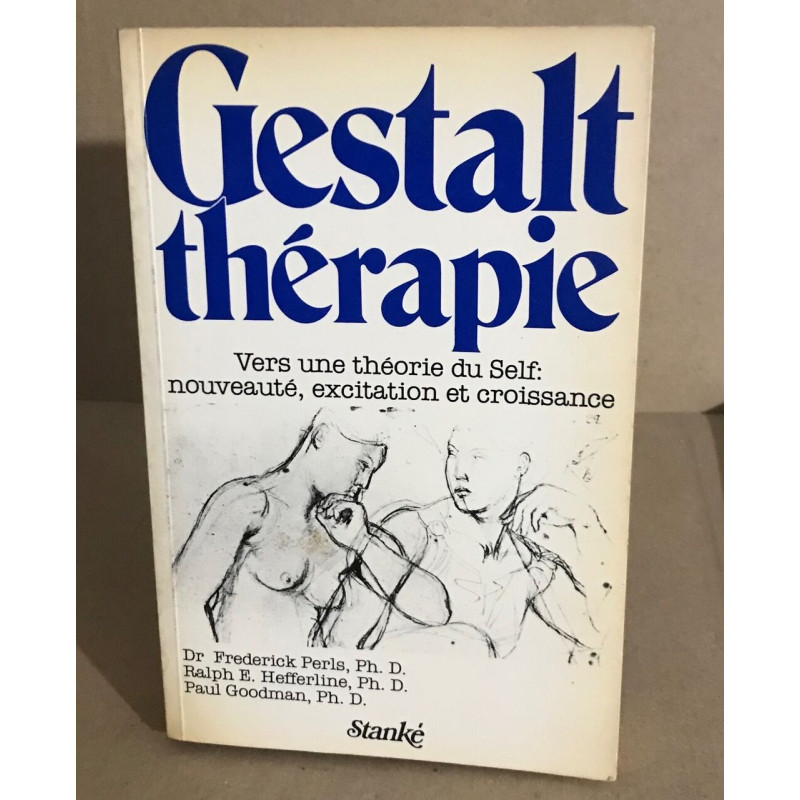 Gestalt
thérapie
Vers une théorie du Self:
nouveauté, excitation et croissance
Dr Frederick Perls, Ph. D.
Ralph E. Hefferline, Ph. D.
Paul Goodman, Ph. D.
Stanké